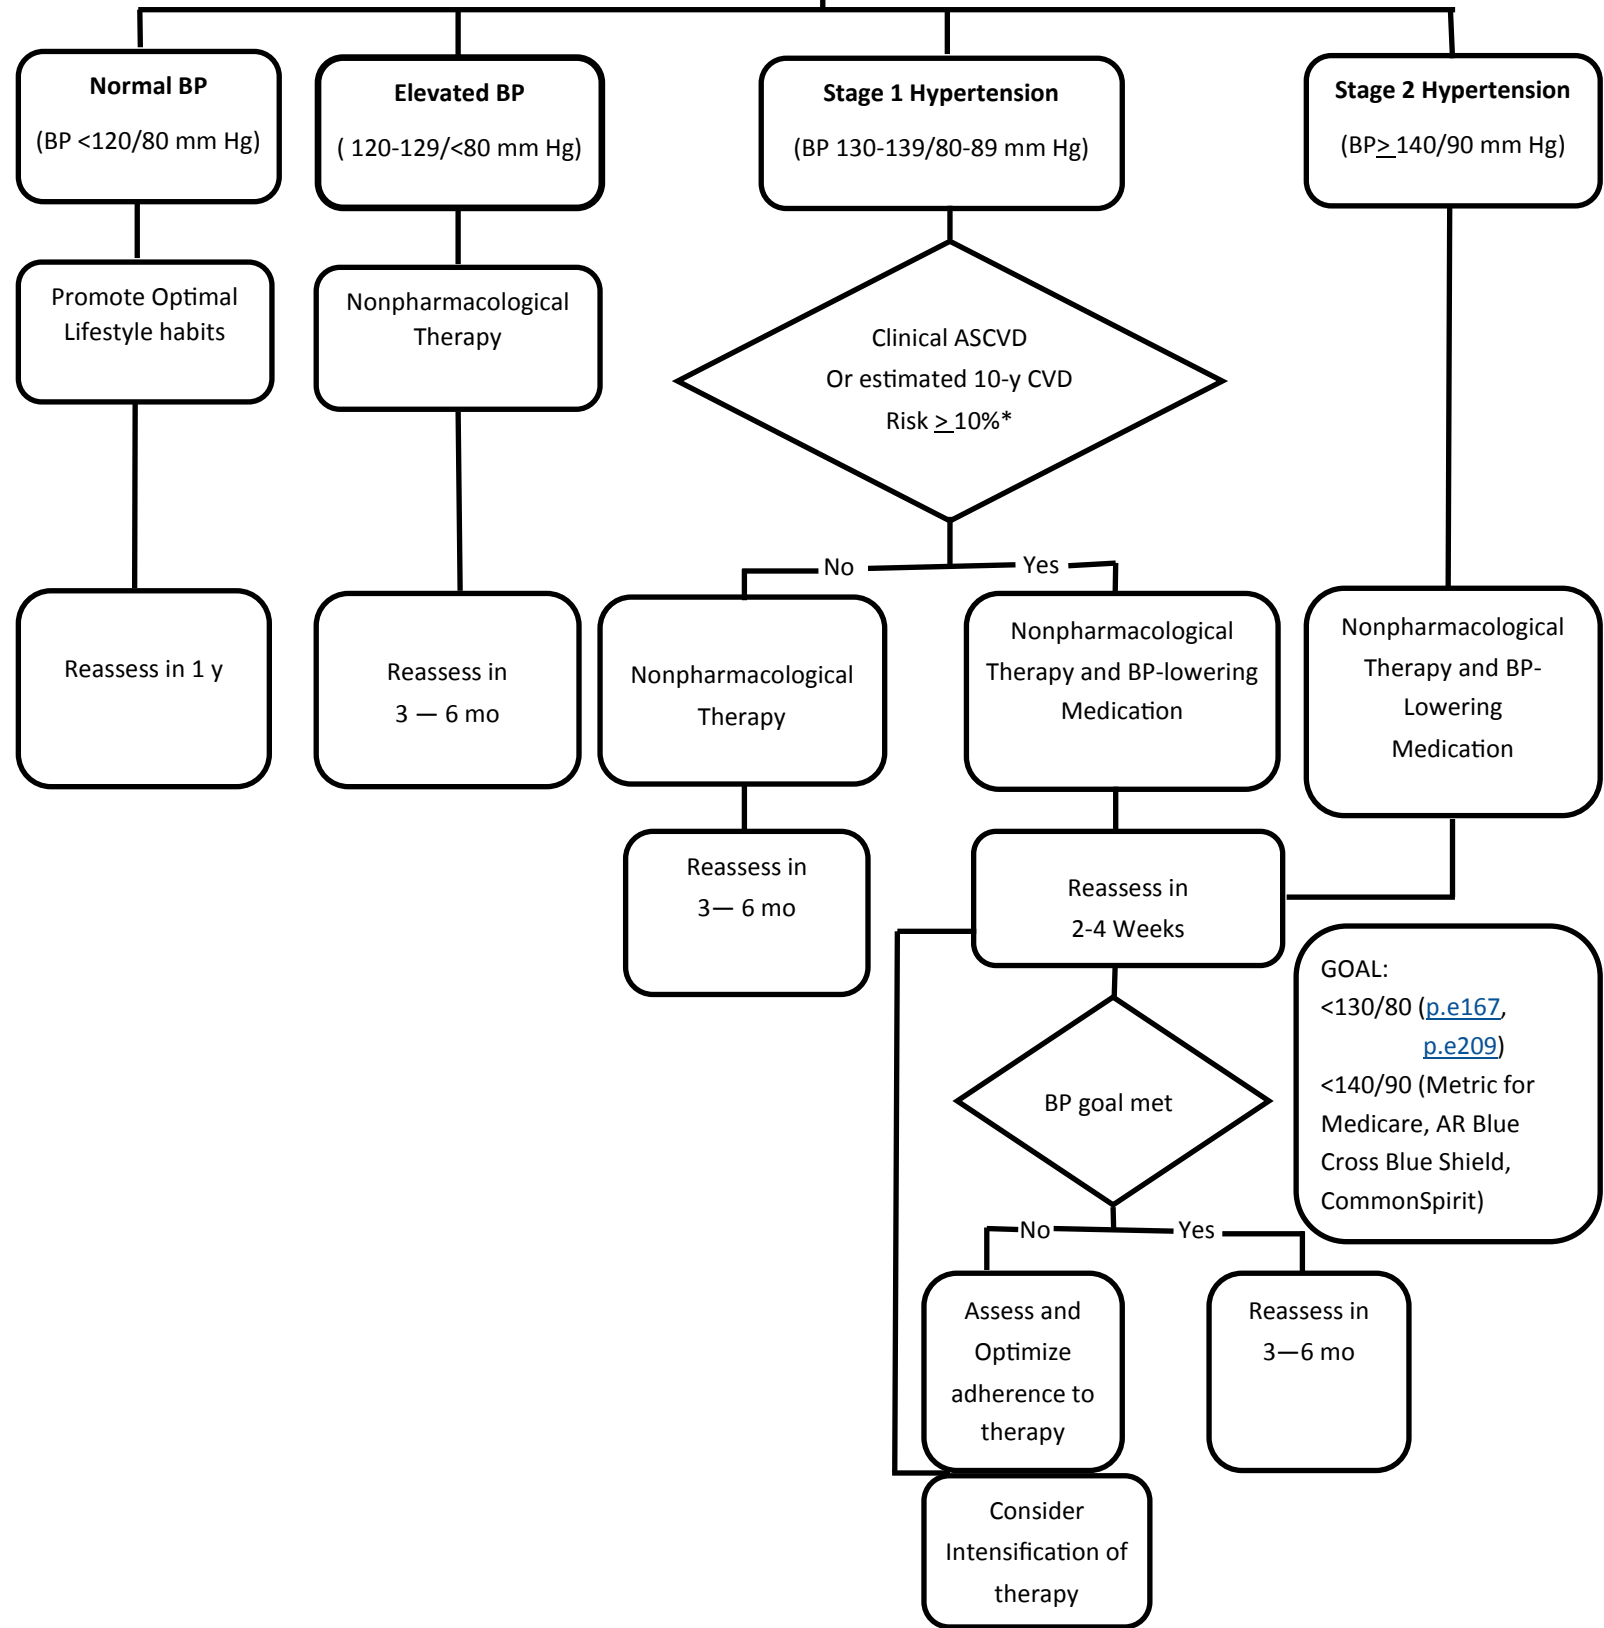 Normal BP
(BP <120/80 mm Hg)
Elevated BP
( 120-129/<80 mm Hg)
Stage 1 Hypertension
(BP 130-139/80-89 mm Hg)
Stage 2 Hypertension
(BP> 140/90 mm Hg)
Promote Optimal
Lifestyle habits
Nonpharmacological
Therapy
Clinical ASCVD
Or estimated 10-y CVD
Risk > 10%*
No
Yes
Reassess in 1 y
Reassess in
3 — 6 mo
Nonpharmacological
Therapy
Nonpharmacological
Therapy and BP-lowering
Medication
Nonpharmacological
Therapy and BP-
Lowering
Medication
Reassess in
3— 6 mo
Reassess in
2-4 Weeks
GOAL:
<130/80 (p.e167,
p.e209)
<140/90 (Metric for
Medicare, AR Blue
Cross Blue Shield,
CommonSpirit)
BP goal met
No
Yes
Assess and
Optimize
adherence to
therapy
Reassess in
3—6 mo
Consider
Intensification of
therapy